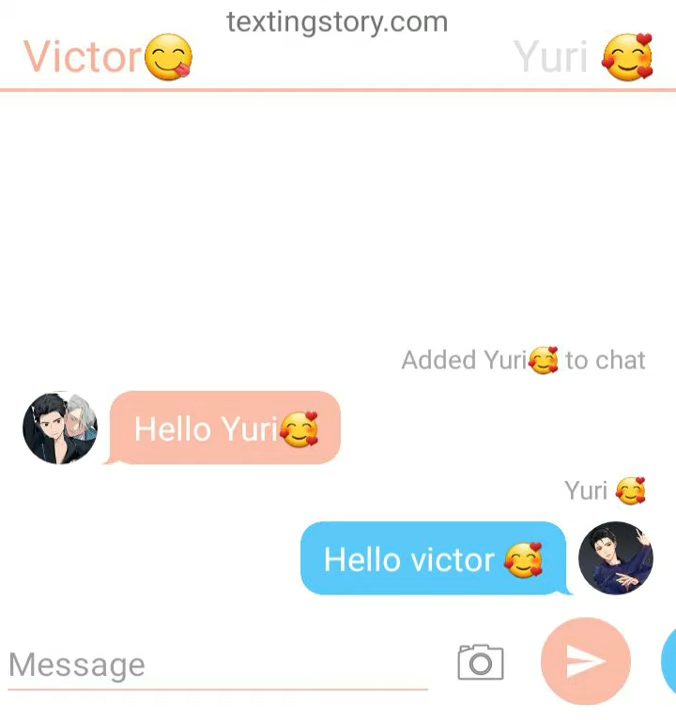 textingstory.com
Victor😋 Yuri 🥰
Added Yuri🥰 to chat
Hello Yuri🥰
Yuri 🥰
Hello victor 🥰
Message